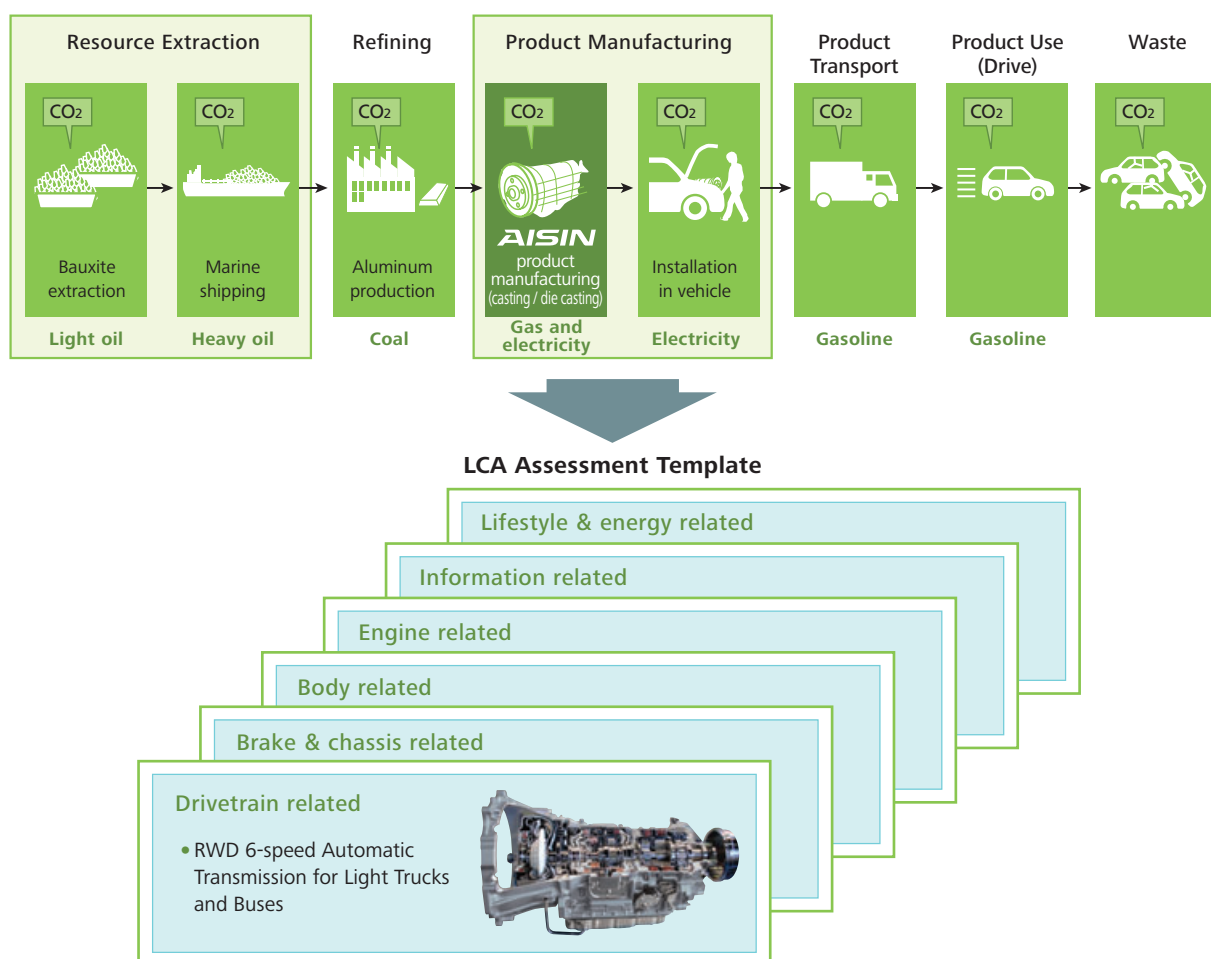 Resource Extraction
Refining
Product Manufacturing
Product
Transport
Product Use
(Drive)
Waste
CO2
CO2
CO2
CO2
CO2
CO2
CO2
CO2
Bauxite
extraction
Marine
shipping
Aluminum
production
AISIN
product
manufacturing
(casting / die casting)
Installation
in vehicle
Light oil
Heavy oil
Coal
Gas and
electricity
Electricity
Gasoline
Gasoline
LCA Assessment Template
Lifestyle & energy related
Information related
Engine related
Body related
Brake & chassis related
Drivetrain related
• RWD 6-speed Automatic
Transmission for Light Trucks
and Buses